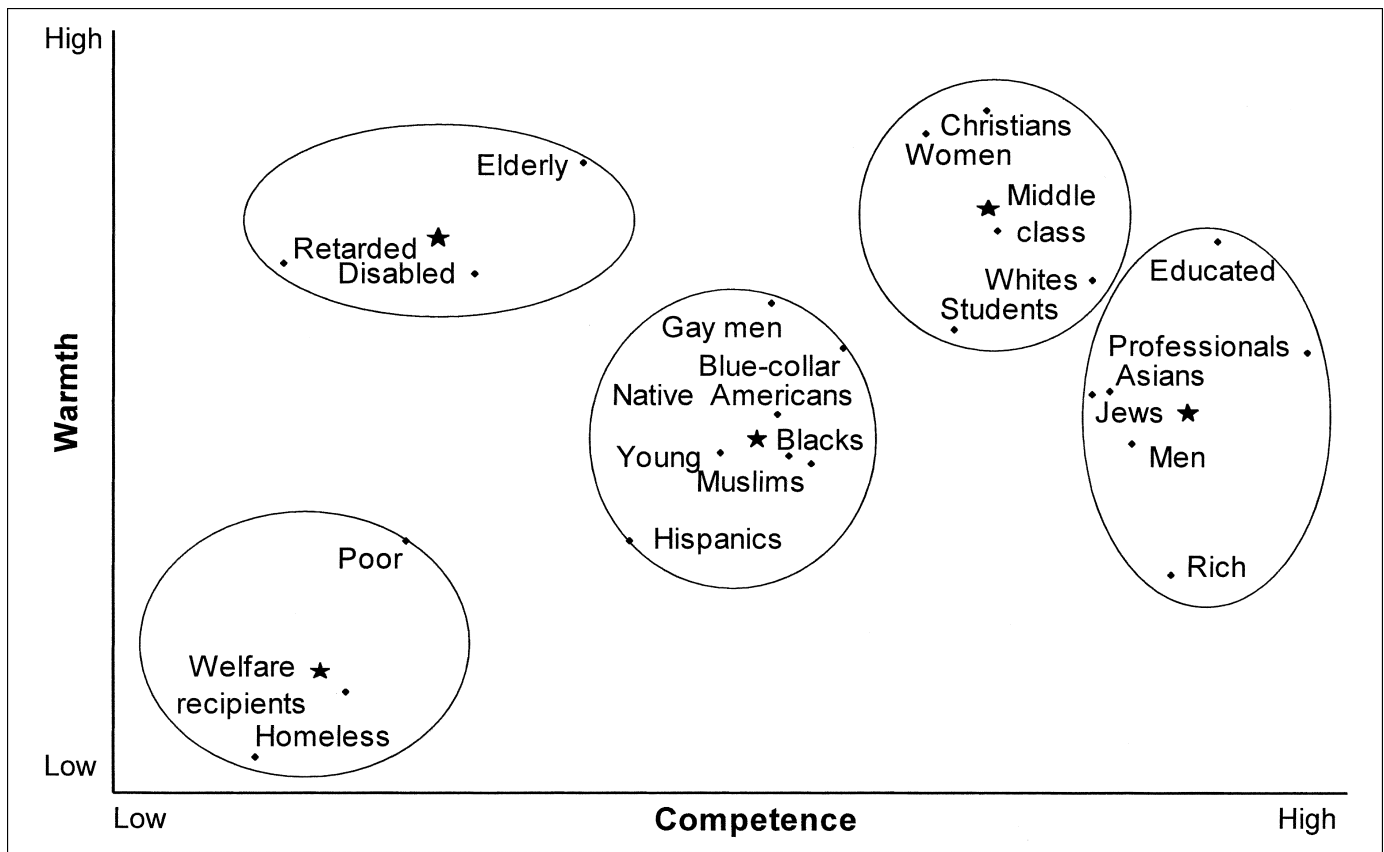 High
Christians
Women
Elderly
Middle
class
Retarded
Disabled
Educated
Whites
Students
Gay men
Professionals
Blue-collar
Asians
Native Americans
Jews
Warmth
Blacks
Young
Men
Muslims
Hispanics
Poor
Rich
Welfare
recipients
Homeless
Low
Low
Competence
High